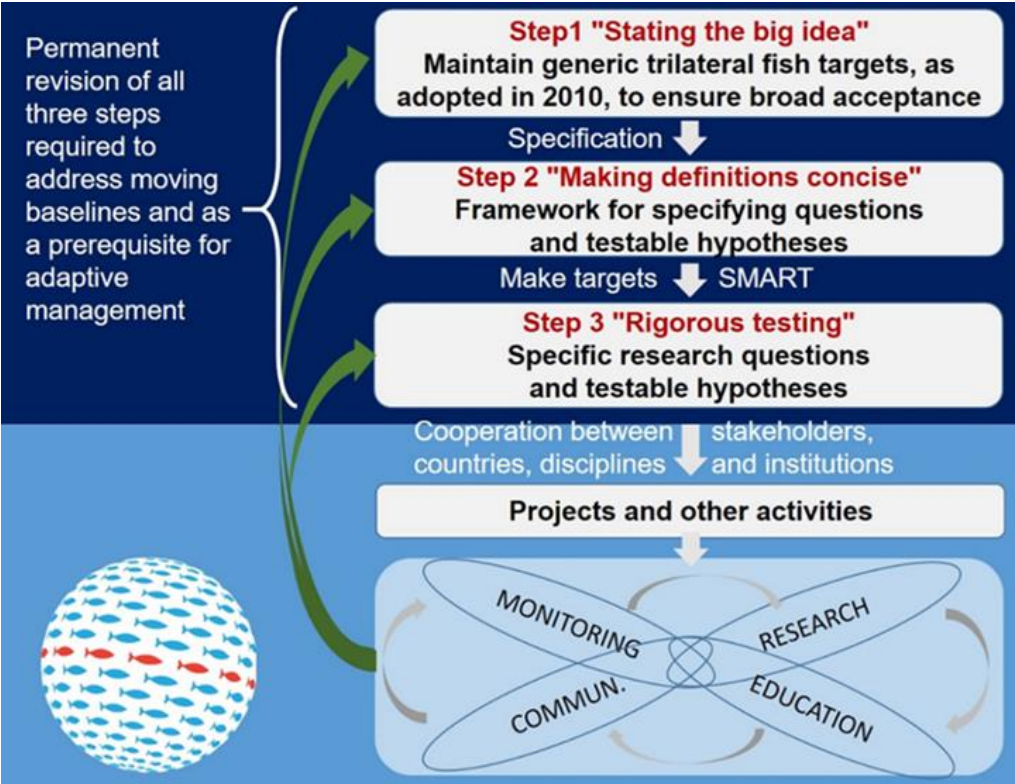 Permanent
revision of all
three steps
required to
address moving
baselines and as
a prerequisite for
adaptive
management
Step1 "Stating the big idea"
Maintain generic trilateral fish targets, as
adopted in 2010, to ensure broad acceptance
Specification
Step 2 "Making definitions concise"
Framework for specifying questions
and testable hypotheses
Make targets SMART
Step 3 "Rigorous testing"
Specific research questions
and testable hypotheses
Cooperation between stakeholders,
countries, disciplines and institutions
Projects and other activities
MONITORING
RESEARCH
COMMUN.
EDUCATION